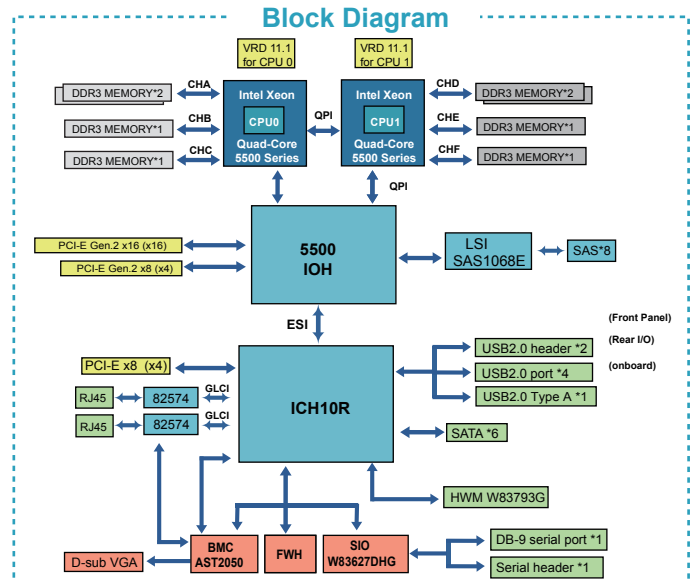 Block Diagram
VRD 11.1
for CPU 0
VRD 11.1
for CPU 1
DDR3 MEMORY*2
CHA
Intel Xeon
CPU0
Quad-Core
5500 Series
QPI
Intel Xeon
CPU1
Quad-Core
5500 Series
CHD
DDR3 MEMORY*2
DDR3 MEMORY*1
CHB
CHE
DDR3 MEMORY*1
DDR3 MEMORY*1
CHC
CHF
DDR3 MEMORY*1
QPI
PCI-E Gen.2 x16 (x16)
PCI-E Gen.2 x8 (x4)
5500
IOH
LSI
SAS1068E
SAS*8
ESI
(Front Panel)
(Rear I/O)
(onboard)
PCI-E x8 (x4)
RJ45
82574
GLCI
RJ45
82574
GLCI
ICH10R
USB2.0 header *2
USB2.0 port *4
USB2.0 Type A *1
SATA *6
HWM W83793G
D-sub VGA
BMC
AST2050
FWH
SIO
W83627DHG
DB-9 serial port *1
Serial header *1